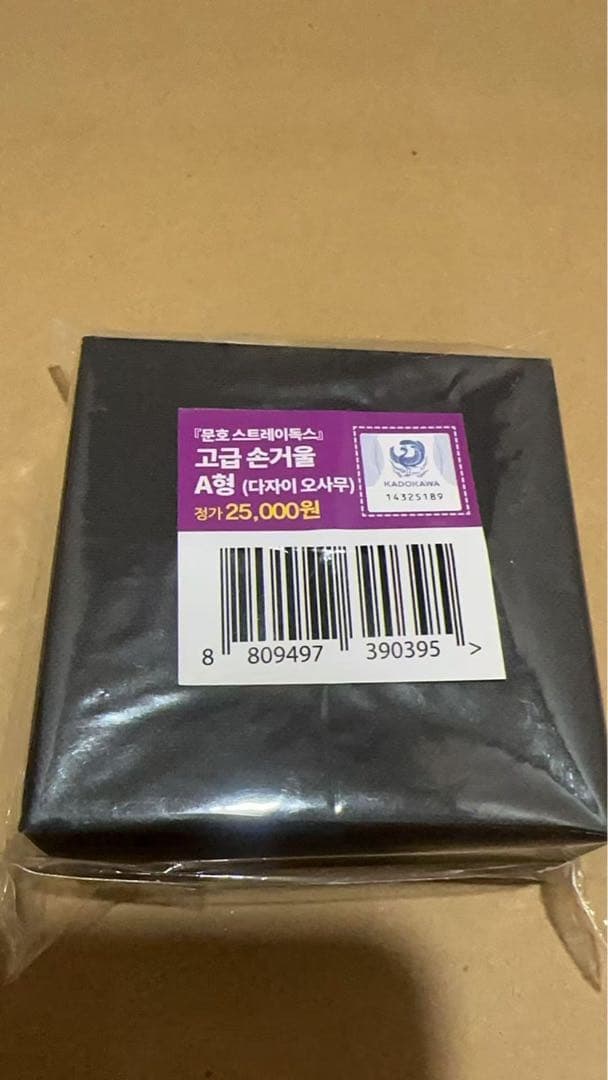 『문호 스트레이독스』
고급 손거울
A형 (다자이 오사무)
정가 25,000원
KADOKAWA
14325189
8 809497 390395 >